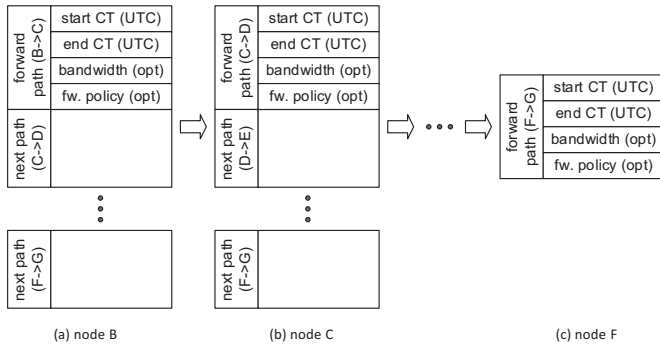 forward
path (B->C)
start CT (UTC)
end CT (UTC)
bandwidth (opt)
fw. policy (opt)
next path
(C->D)
next path
(F->G)
(a) node B
forward
path (C->D)
start CT (UTC)
end CT (UTC)
bandwidth (opt)
fw. policy (opt)
next path
(D->E)
next path
(F->G)
(b) node C
forward
path (F->G)
start CT (UTC)
end CT (UTC)
bandwidth (opt)
fw. policy (opt)
(c) node F